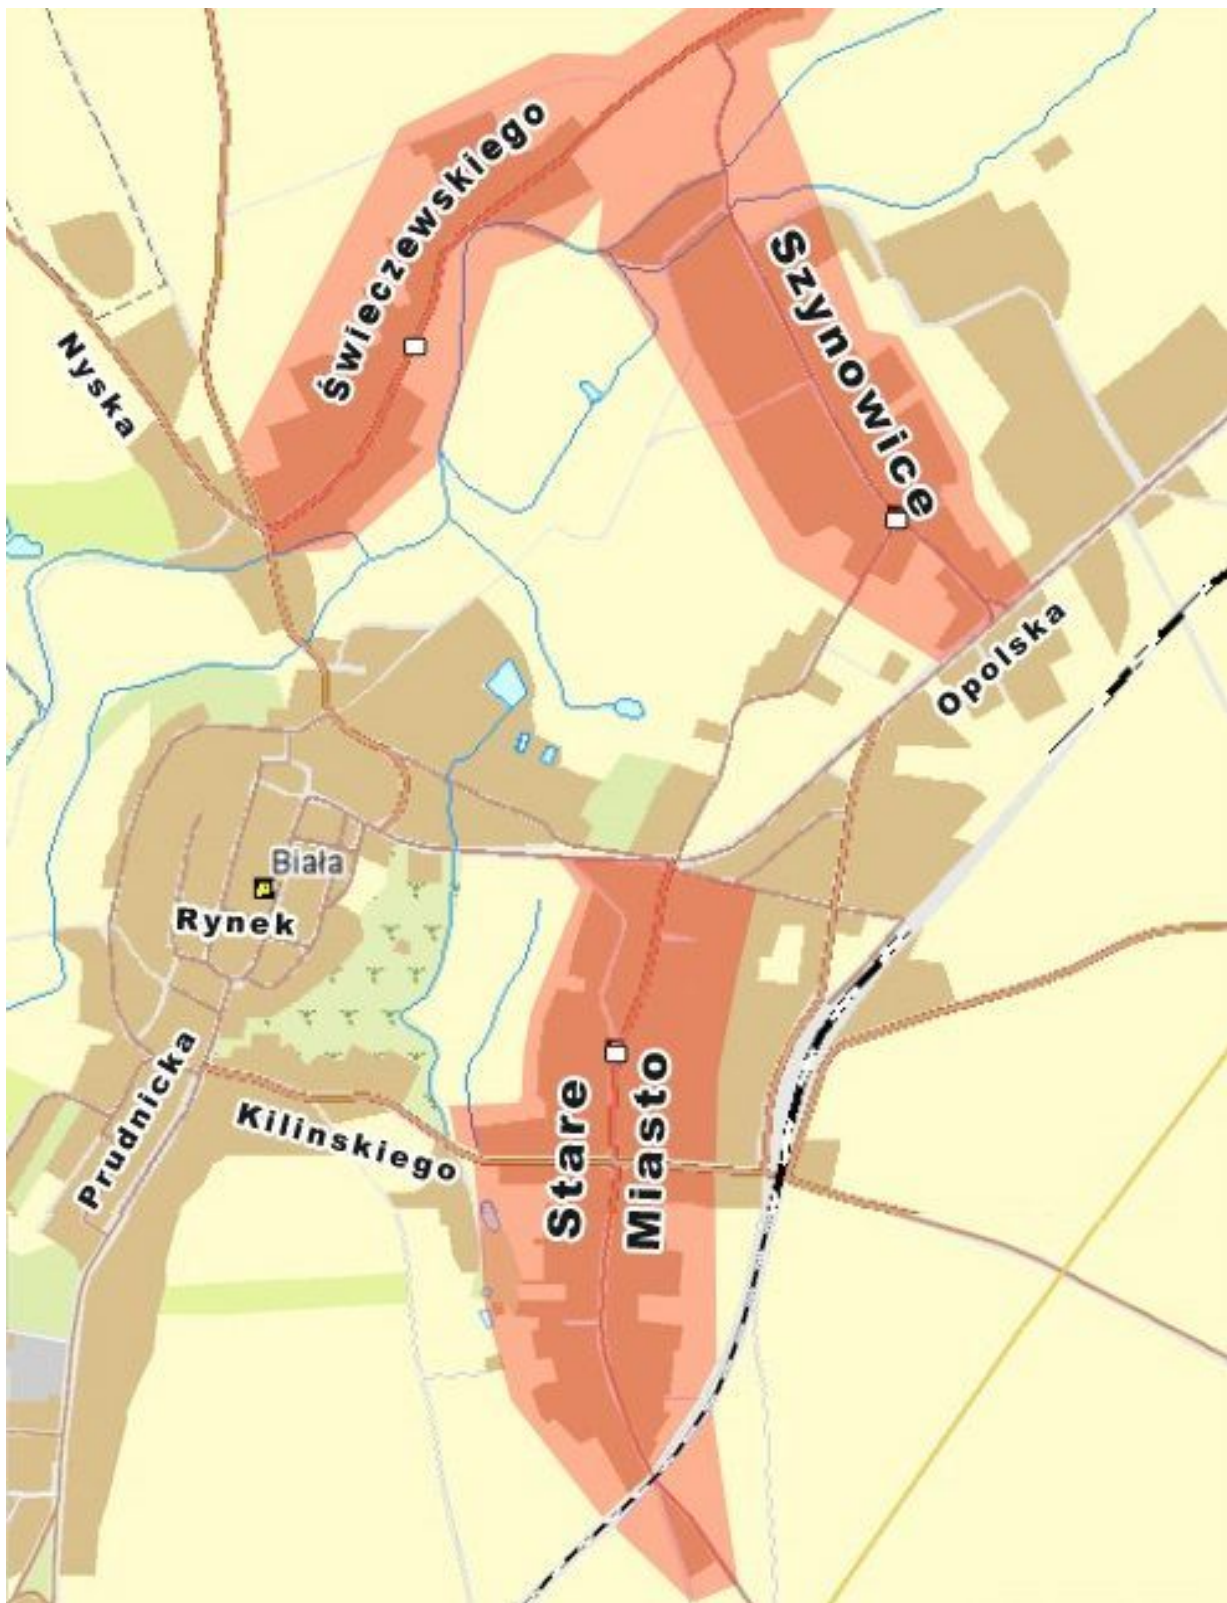 Świeczewskiego
Szynowice
Nyska
Opolska
Biała
Rynek
Prudnicka
Kilinskiego
Stare
Miasto